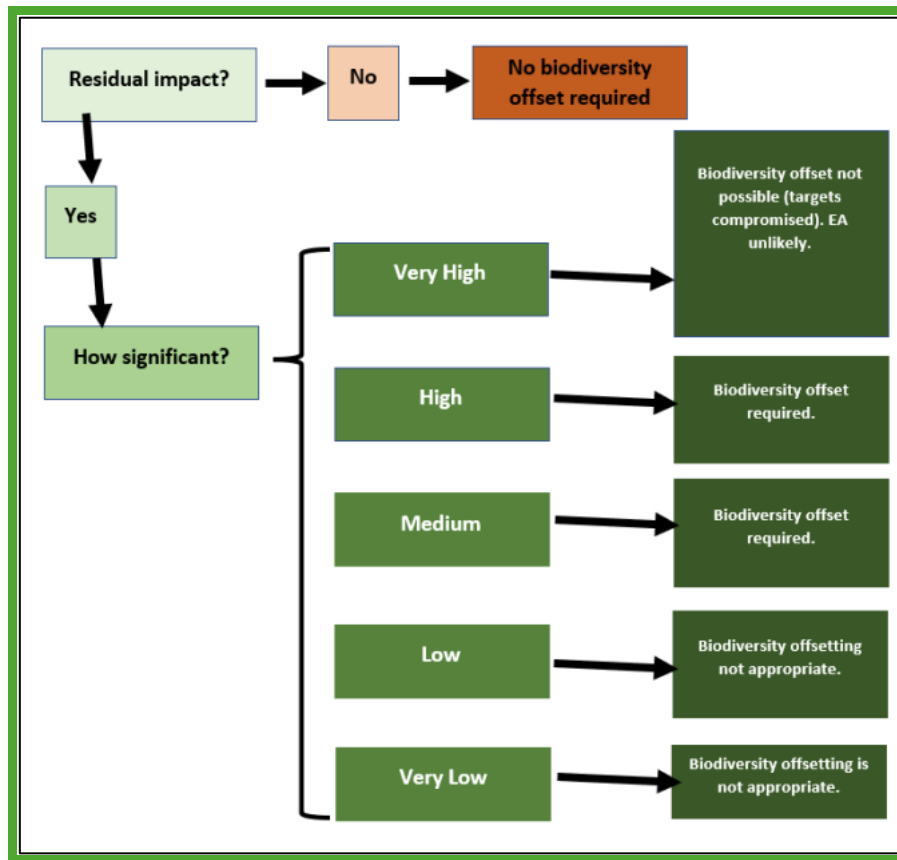 Residual impact?
No
No biodiversity
offset required
Yes
How significant?
Very High
Biodiversity offset not
possible (targets
compromised). EA
unlikely.
High
Biodiversity offset
required.
Medium
Biodiversity offset
required.
Low
Biodiversity offsetting
not appropriate.
Very Low
Biodiversity offsetting is
not appropriate.